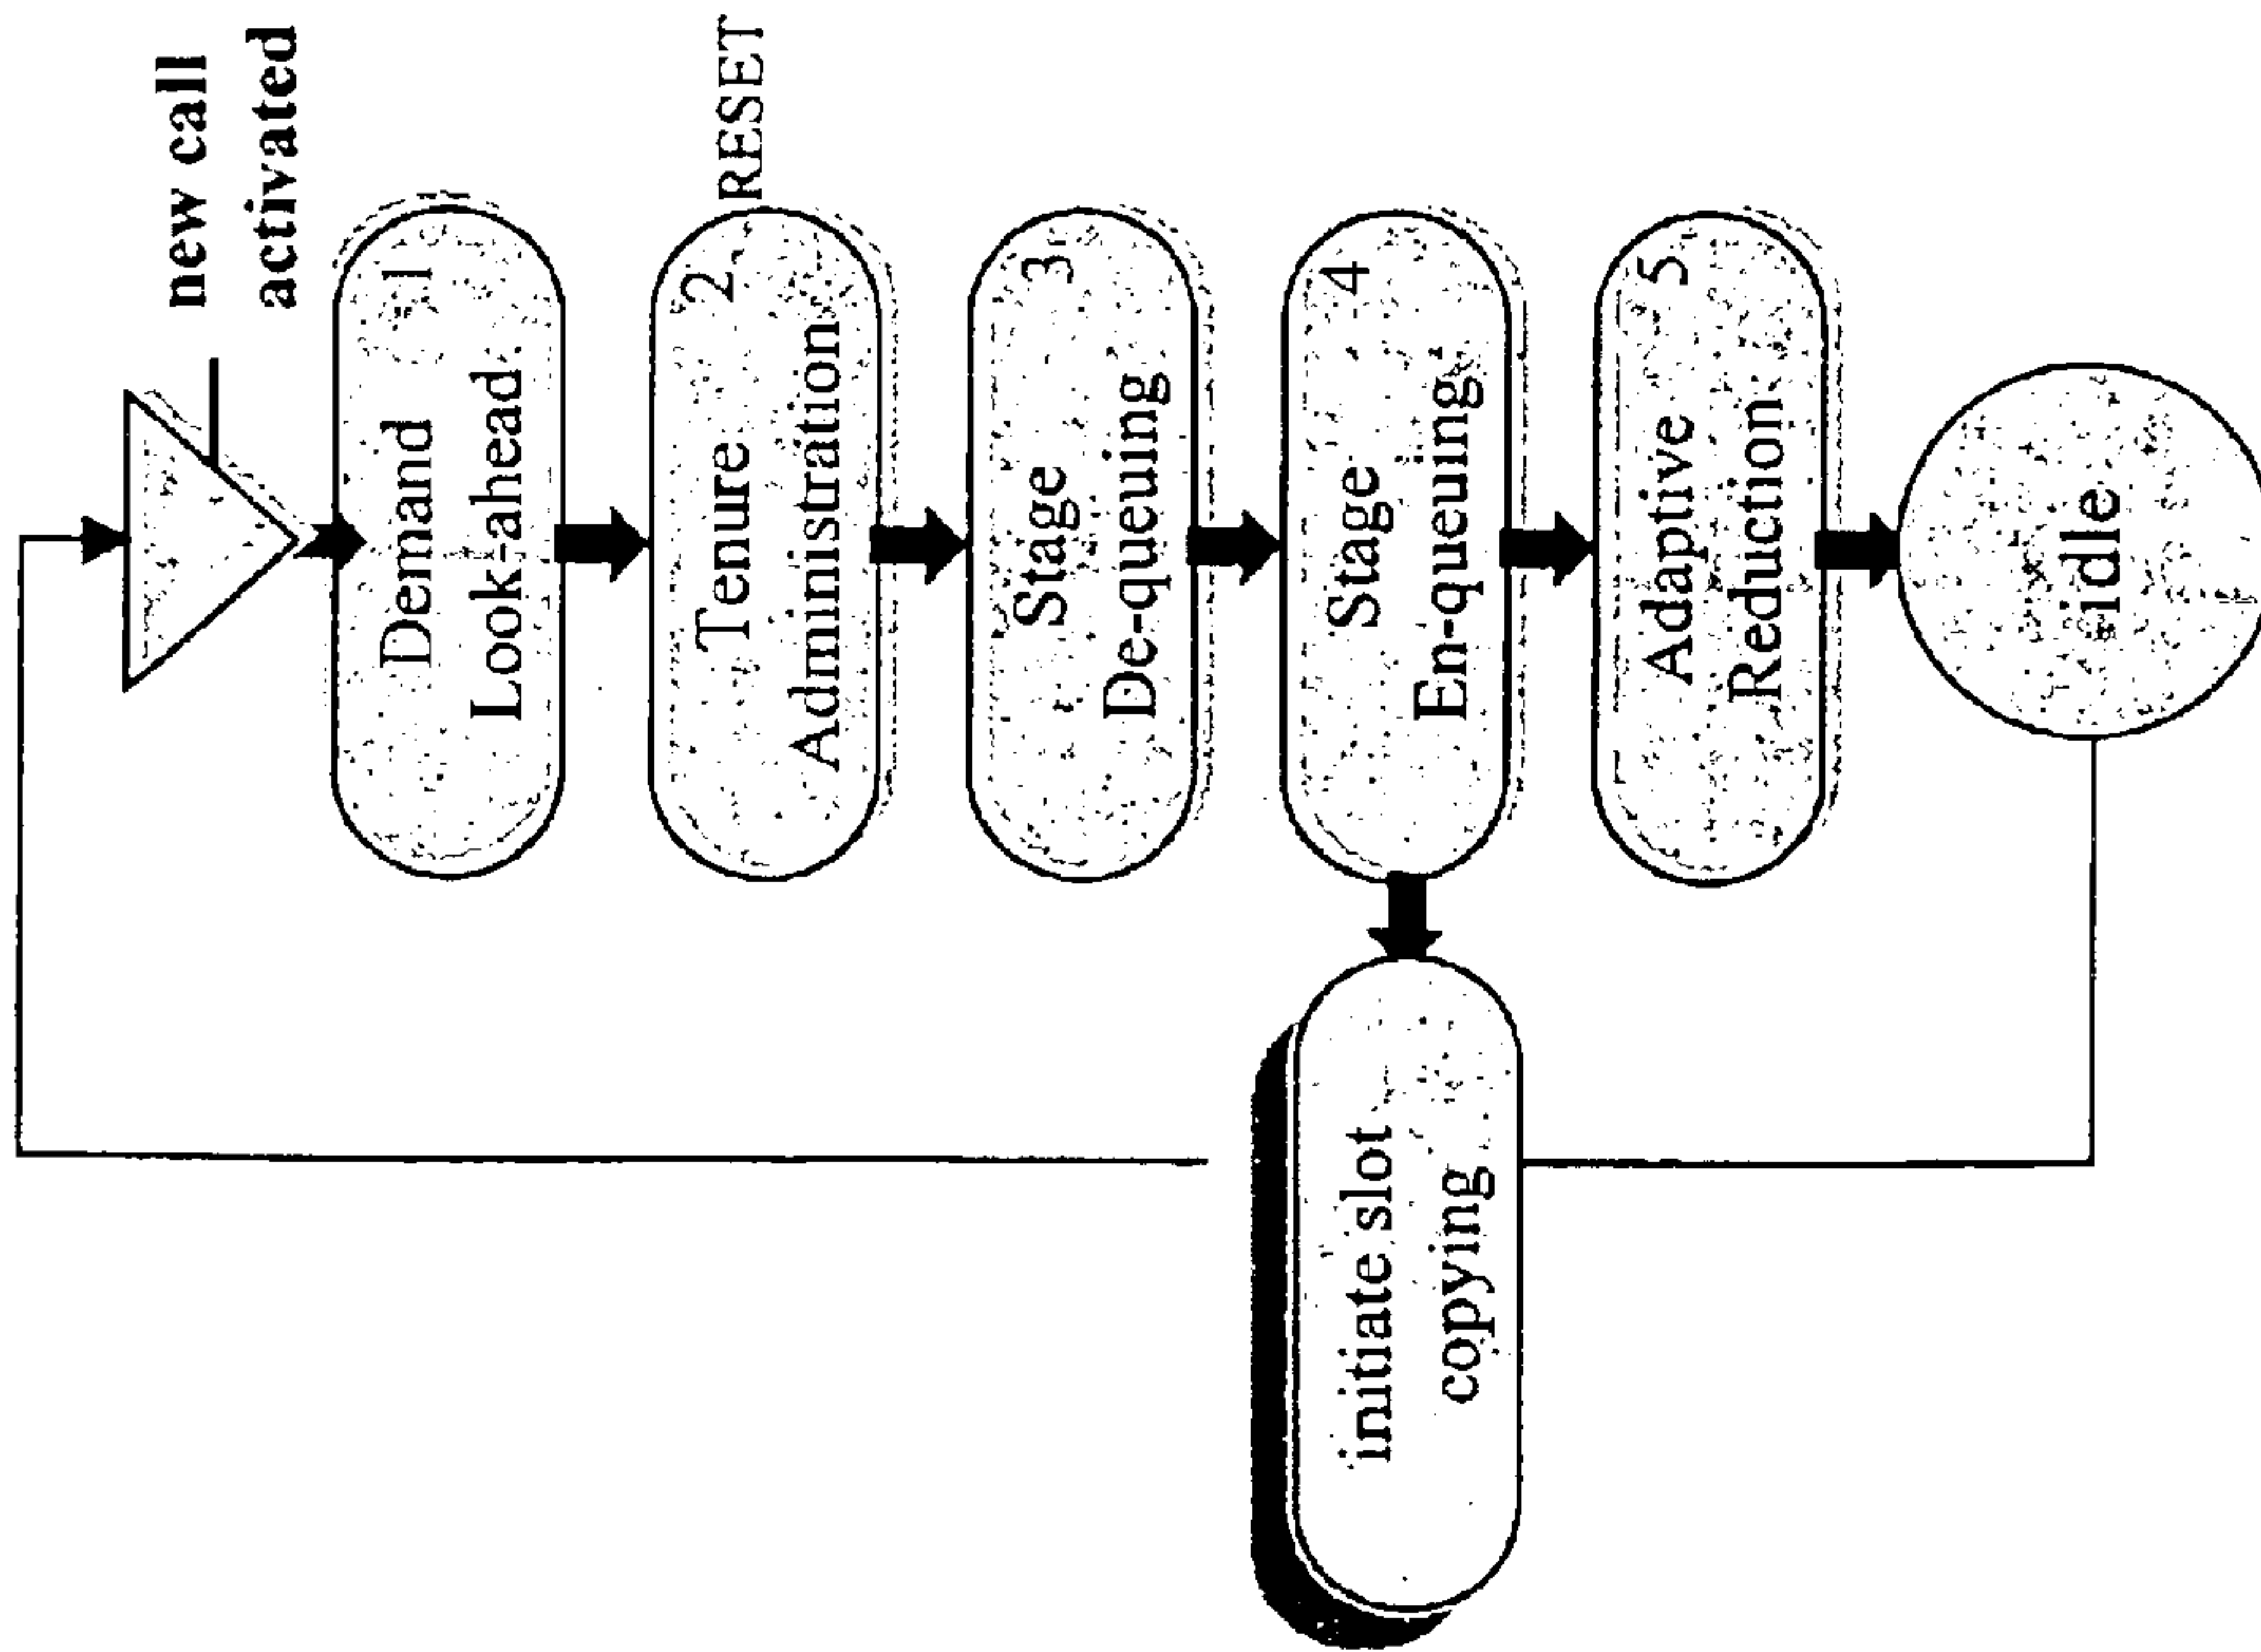 new call
activated
1
Demand
Look-ahead
2
RESET
Tenure
Administration
3
Stage
De-queuing
4
Stage
En-queuing
initiate slot
copying
5
Adaptive
Reduction
idle